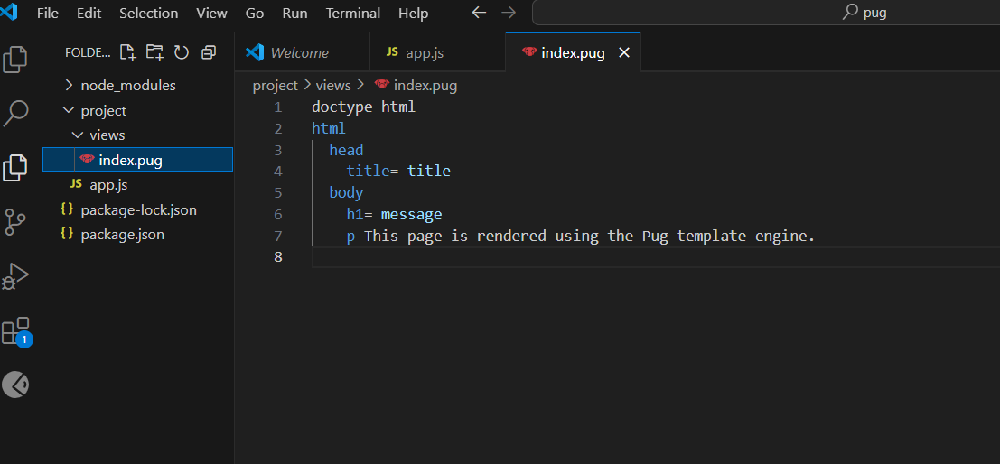 File Edit Selection View Go Run Terminal Help pug
FOLDE...
node_modules
project
views
index.pug
JS app.js
{} package-lock.json
{} package.json
1
Welcome JS app.js index.pug
project > views > index.pug
1 doctype html
2 html
3 head
4 title= title
5 body
6 h1= message
7 p This page is rendered using the Pug template engine.
8